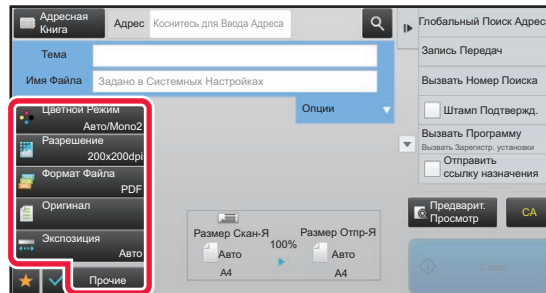 Адресная
Книга
Адрес
Коснитесь для Ввода Адреса
Тема
Имя Файла
Задано в Системных Настройках
Опции
Цветной Режим
Авто/Mono2
Разрешение
200x200dpi
Формат Файла
PDF
Оригинал
Экспозиция
Авто
Прочие
Размер Скан-Я
Авто
A4
100%
Размер Отпр-Я
Авто
A4
Глобальный Поиск Адрес
Запись Передач
Вызвать Номер Поиска
Штамп Подтвержд.
Вызвать Программу
Вызвать Зарегистр. установки
Отправить
ссылку назначения
Предварит.
Просмотр
CA
Старт